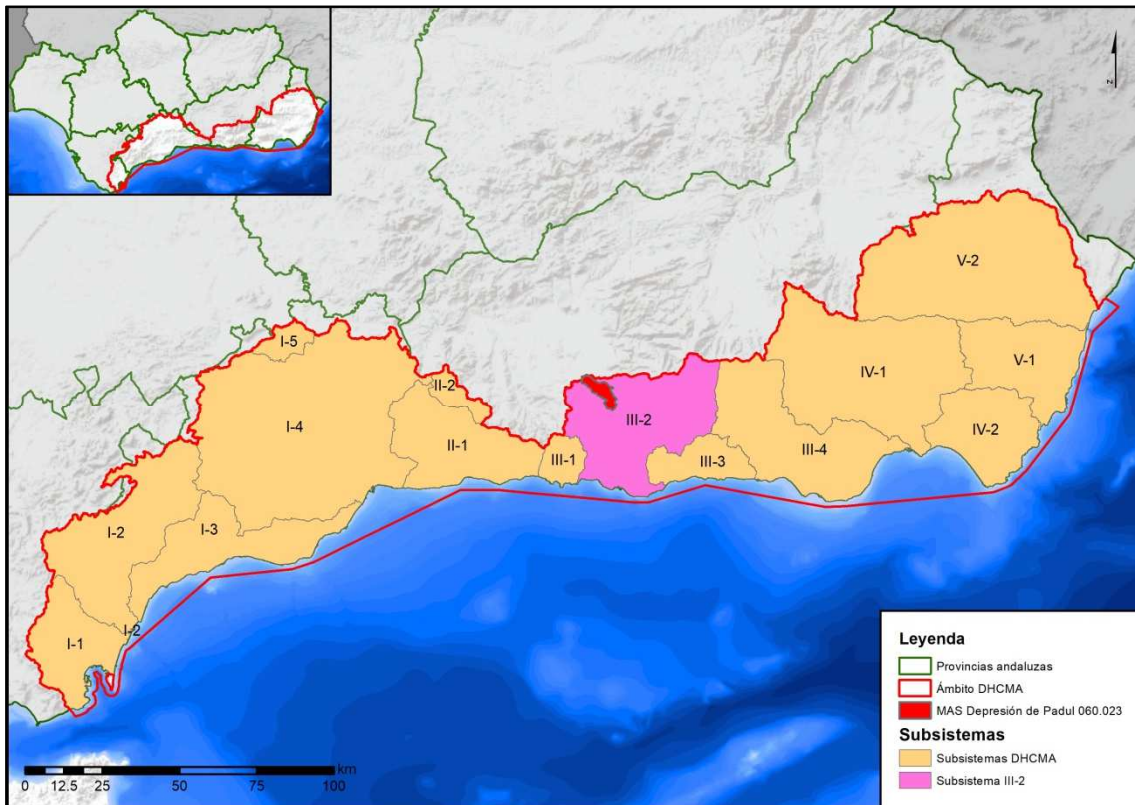 z
V-2
I-5
V-1
IV-1
II-2
I-4
III-2
IV-2
II-1
III-1
III-3
III-4
I-2
I-3
I-2
I-1
Leyenda
Provincias andaluzas
Ámbito DHCMA
MAS Depresión de Padul 060.023
Subsistemas
Subsistemas DHCMA
Subsistema III-2
km
0 12.5 25 50 75 100